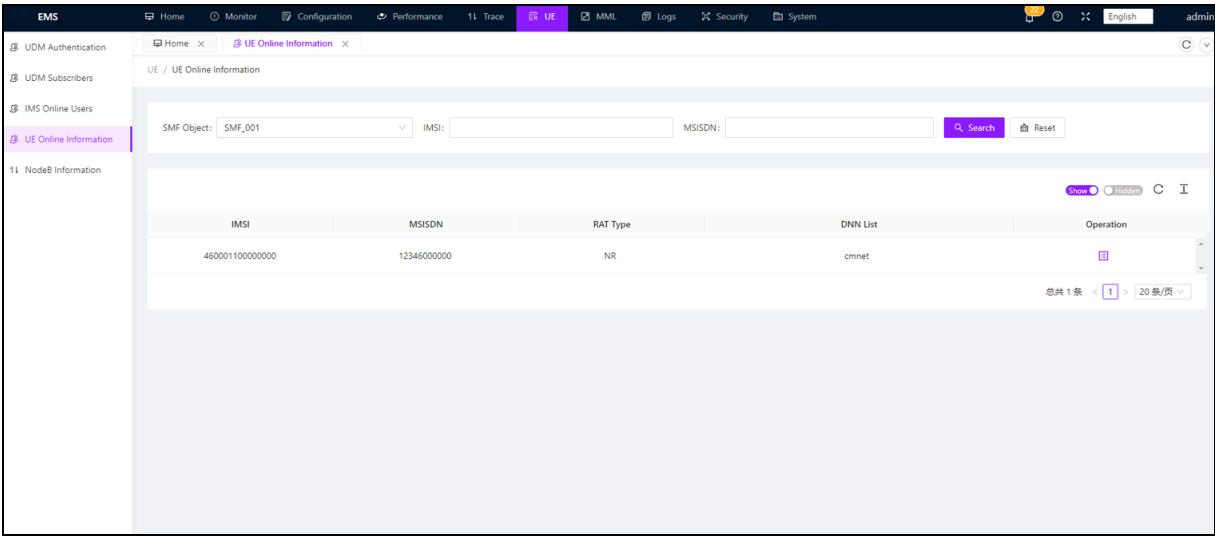 EMS Home Monitor Configuration Performance Trace UE MML Logs Security System 22 English admin
UDM Authentication
UDM Subscribers
IMS Online Users
UE Online Information
NodeB Information
Home UE Online Information
UE / UE Online Information
SMF Object: SMF_001 IMSI: MSISDN: Search Reset
Show Hidden
IMSI MSISDN RAT Type DNN List Operation
460001100000000 12346000000 NR cmnet
总共 1 条 < 1 > 20 条/页